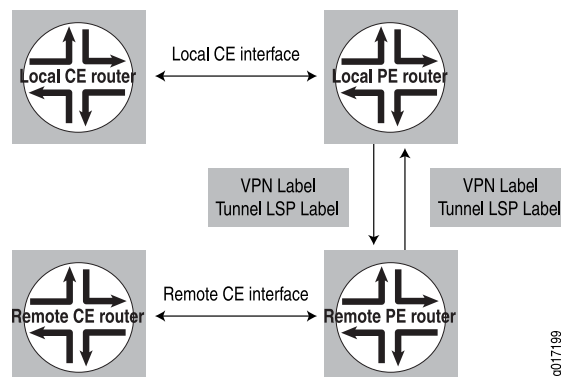 Local CE interface
Local CE router
Local PE router
VPN Label
Tunnel LSP Label
VPN Label
Tunnel LSP Label
Remote CE interface
Remote CE router
Remote PE router
g017199